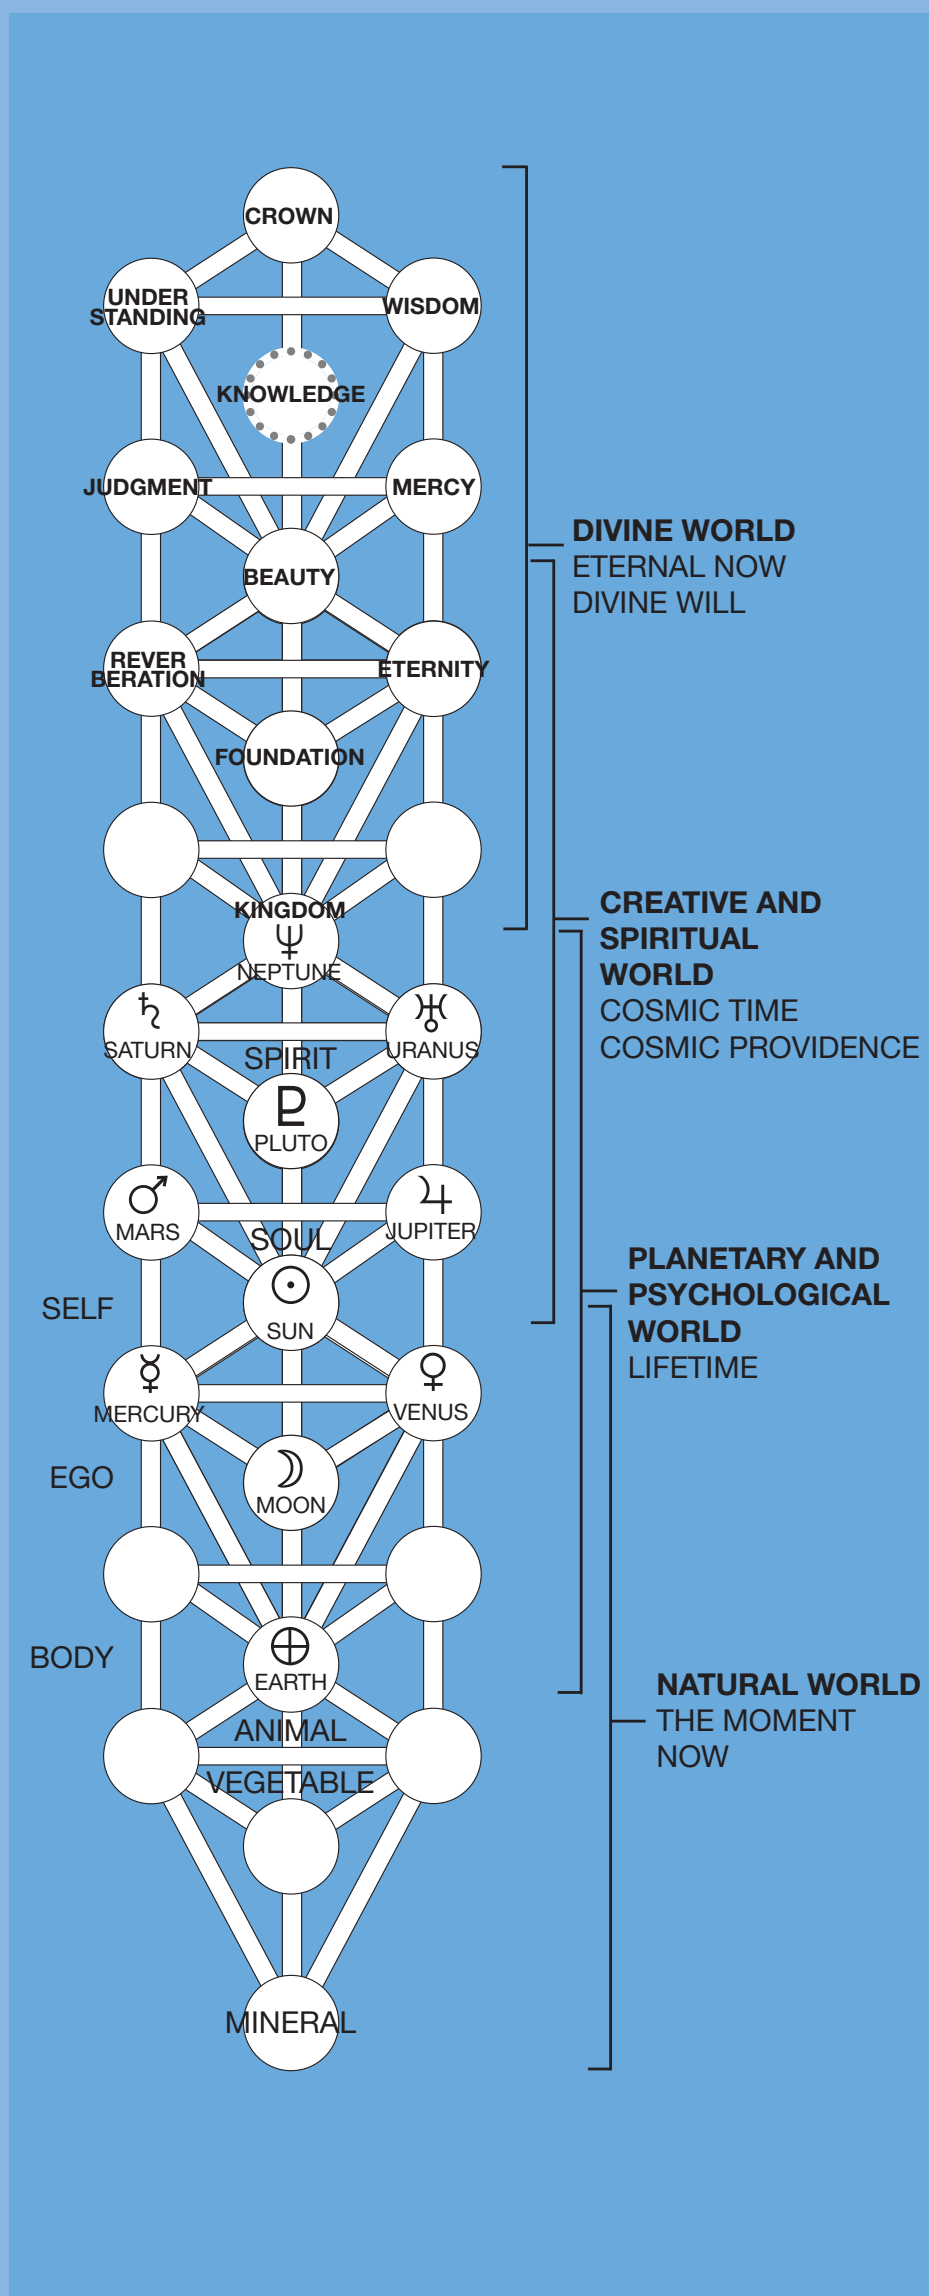 CROWN
UNDER
STANDING
WISDOM
KNOWLEDGE
JUDGMENT
MERCY
DIVINE WORLD
ETERNAL NOW
DIVINE WILL
BEAUTY
REVER
BERATION
ETERNITY
FOUNDATION
KINGDOM
NEPTUNE
CREATIVE AND
SPIRITUAL
WORLD
COSMIC TIME
COSMIC PROVIDENCE
SATURN
URANUS
SPIRIT
PLUTO
MARS
JUPITER
SOUL
SELF
SUN
PLANETARY AND
PSYCHOLOGICAL
WORLD
LIFETIME
MERCURY
VENUS
EGO
MOON
BODY
EARTH
NATURAL WORLD
THE MOMENT
NOW
ANIMAL
VEGETABLE
MINERAL